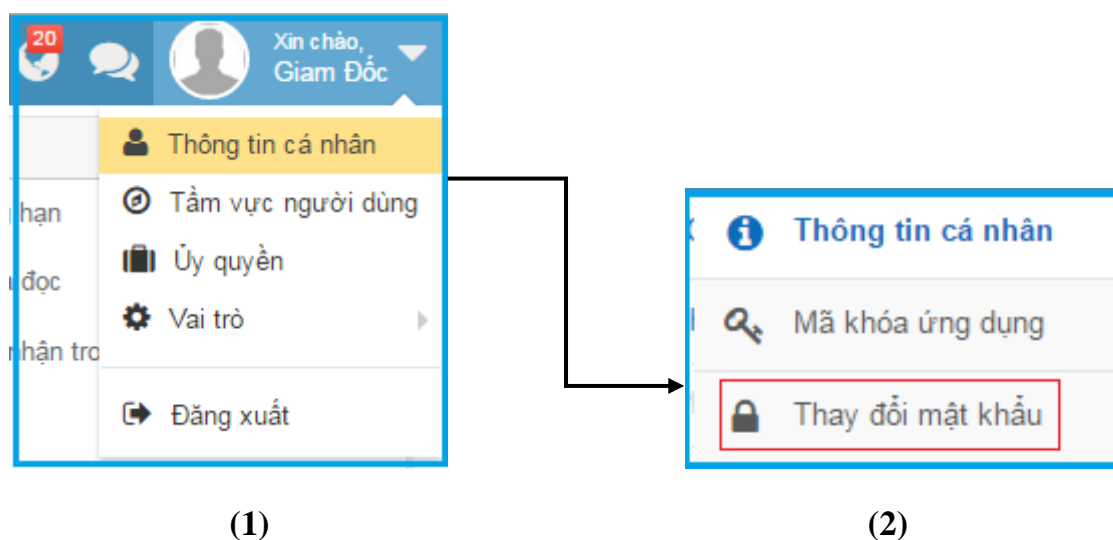 20
Xin chào,
Giam Đốc
Thông tin cá nhân
Tầm vực người dùng
hạn
Ủy quyền
đọc
Vai trò
nhận tro
Đăng xuất
Thông tin cá nhân
Mã khóa ứng dụng
Thay đổi mật khẩu
(1)
(2)